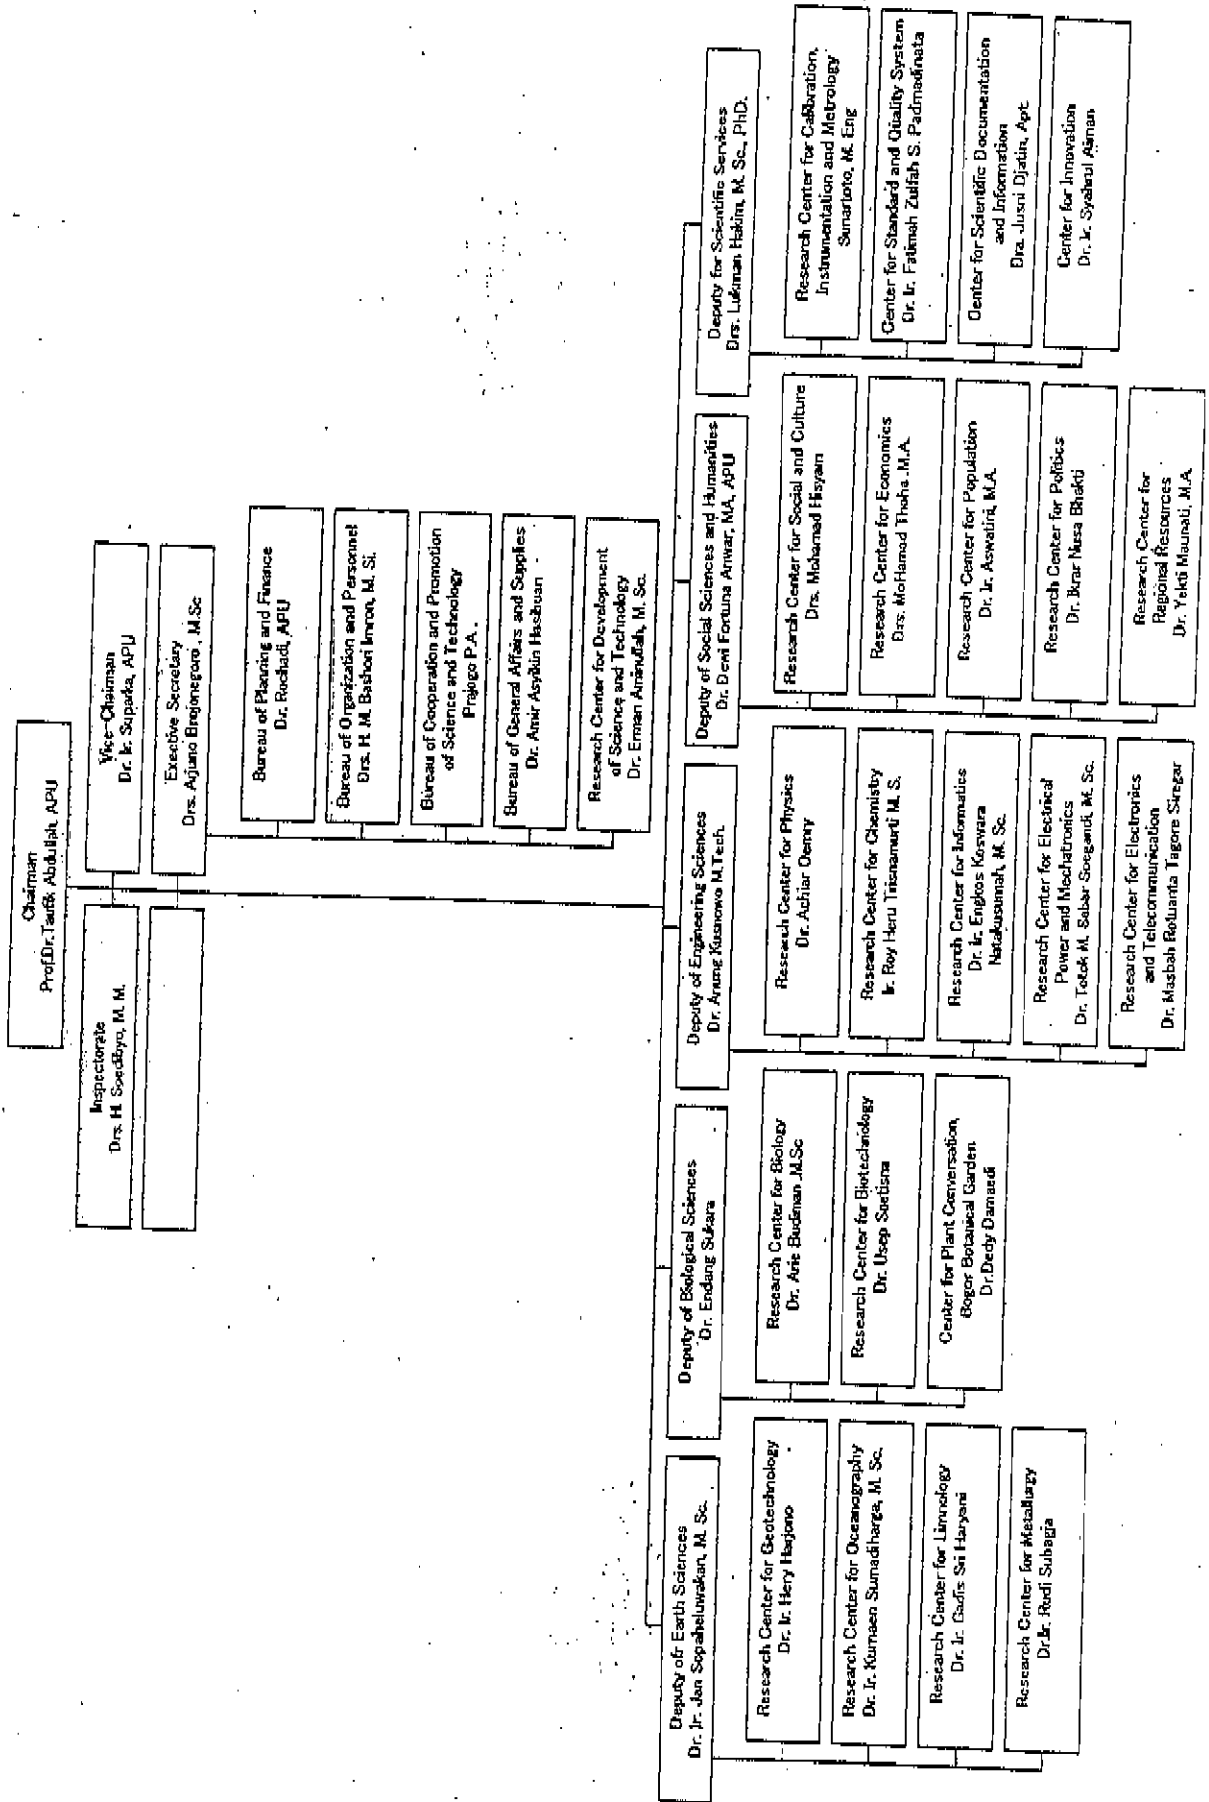 Chairman
Prof.Dr.Taufik Abdullah, APU
Inspectorate
Drs. H. Soedibyo, M. M.
Vice-Chairman
Dr. Ir. Suparka, APU
Executive Secretary
Drs. Arjuno Brojonegoro , M.Sc
Bureau of Planning and Finance
Dr. Rochadi, APU
Bureau of Organization and Personnel
Drs. H. M. Bashori Imron, M. Si.
Bureau of Cooperation and Promotion
of Science and Technology
Prajogo P.A .
Bureau of General Affairs and Supplies
Dr. Amir Asyikin Hasibuan
Research Center for Development
of Science and Technology
Dr. Erman Aminullah, M. Sc.
Deputy ofr Earth Sciences
Dr. Ir. Jan Sopaheluwakan, M. Sc.
Research Center for Geotechnology
Dr. Ir. Hery Harjono
Research Center for Oceanography
Dr. Ir. Kurnaen Sumadiharga, M. Sc.
Research Center for Limnology
Dr. Ir. Gadis Sri Haryani
Research Center for Metallurgy
Dr.Ir. Rudi Subagja
Deputy of Biological Sciences
Dr. Endang Sukara
Research Center for Biology
Dr. Arie Budiman .M.Sc
Research Center for Biotechnology
Dr. Usep Soetisna
Center for Plant Conversation,
Bogor Botanical Garden
Dr.Dedy Darnaedi
Deputy of Engineering Sciences
Dr. Anung Kusnowo M.Tech.
Research Center for Physics
Dr. Achiar Oemry
Research Center for Chemistry
Ir. Roy Heru Trisnamurti M. S.
Research Center for Informatics
Dr. Ir. Engkos Koswara
Natakusumah, M. Sc.
Research Center for Electrical
Power and Mechatronics
Dr. Totok M. Sabar Soegandi, M. Sc.
Research Center for Electronics
and Telecommunication
Dr. Masbah Rotuanta Tagore Siregar
Deputy of Social Sciences and Humanities
Dr. Dewi Fortuna Anwar, MA, APU
Research Center for Social and Culture
Drs. Mohamad Hisyam
Research Center for Economics
Drs. MoHamad Thoha .M.A.
Research Center for Population
Dr. Ir. Aswatini, M.A.
Research Center for Politics
Dr. Ikrar Nusa Bhakti
Research Center for
Regional Resources
Dr. Yekti Maunati, M.A.
Deputy for Scientific Services
Drs. Lukman Hakim, M. Sc., PhD.
Research Center for Calibration,
Instrumentation and Metrology
Sunartoto, M. Eng
Center for Standard and Quality System
Dr. Ir. Fatimah Zulfah S. Padmadinata
Center for Scientific Documentation
and Information
Dra. Jusni Djatin, Apt.
Center for Innovation
Dr. Ir. Syahrul Aiman